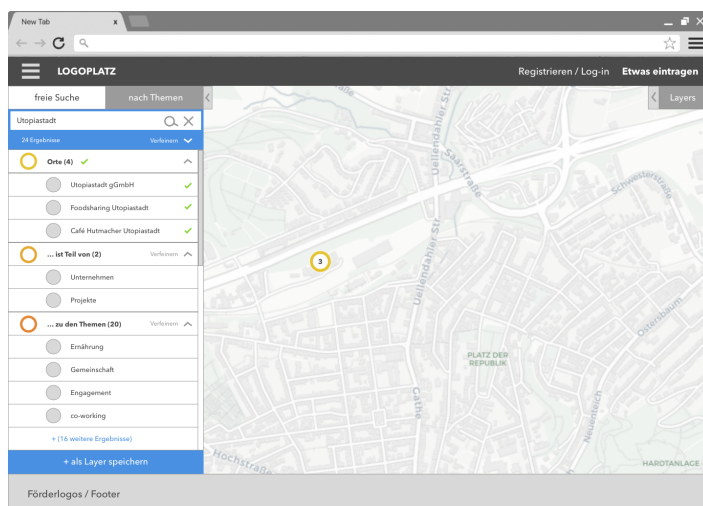 New Tab
x
LOGOPLATZ
Registrieren / Log-in
Etwas eintragen
freie Suche
nach Themen
Layers
Utopiastadt
24 Ergebnisse
Verfeinern
Orte (4)
Utopiastadt gGmbH
Foodsharing Utopiastadt
Café Hutmacher Utopiastadt
... ist Teil von (2)
Verfeinern
Unternehmen
Projekte
... zu den Themen (20)
Verfeinern
Ernährung
Gemeinschaft
Engagement
co-working
+ (16 weitere Ergebnisse)
+ als Layer speichern
Uellendahler Str.
Saarstraße
Uellendahler Str
Schwesterstraße
3
Ostersbaum
PLATZ DER
REPUBLIK
Gathe
Neuenteich
Hochstraße
HARDTANLAGE
Förderlogos / Footer